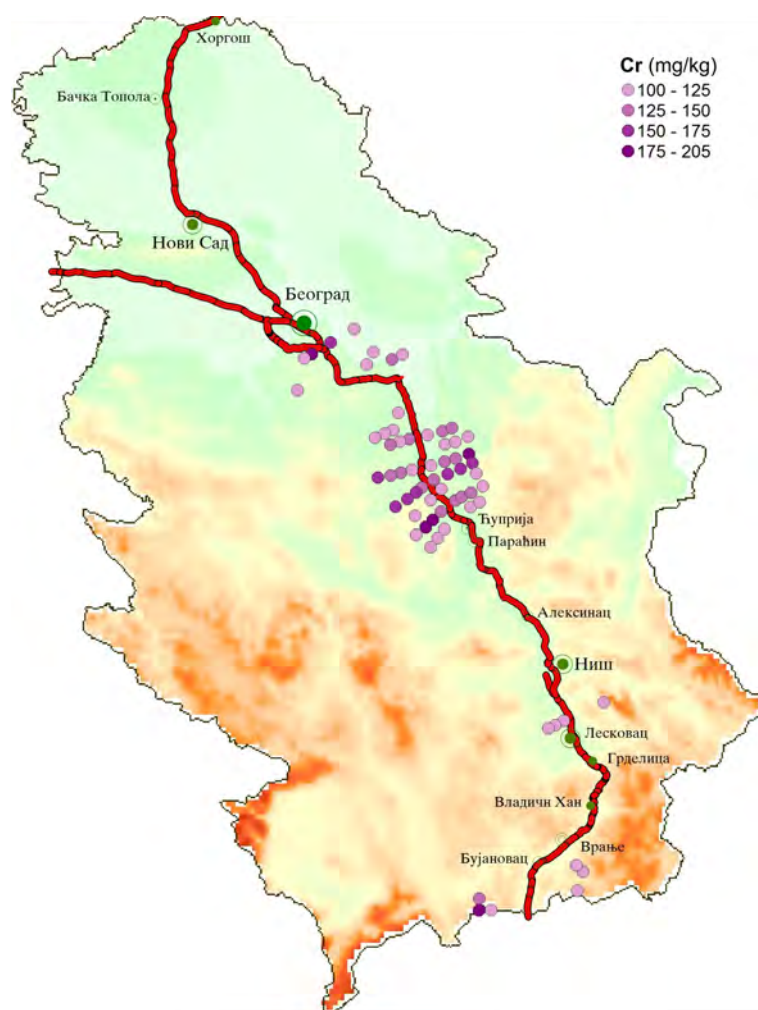 Хоргош
Cr (mg/kg)
100 - 125
125 - 150
150 - 175
175 - 205
Бачка Топола
Нови Сад
Београд
Ћуприја
Параћин
Алексинац
Ниш
Лесковац
Грделица
Владичи Хан
Врање
Бујановац